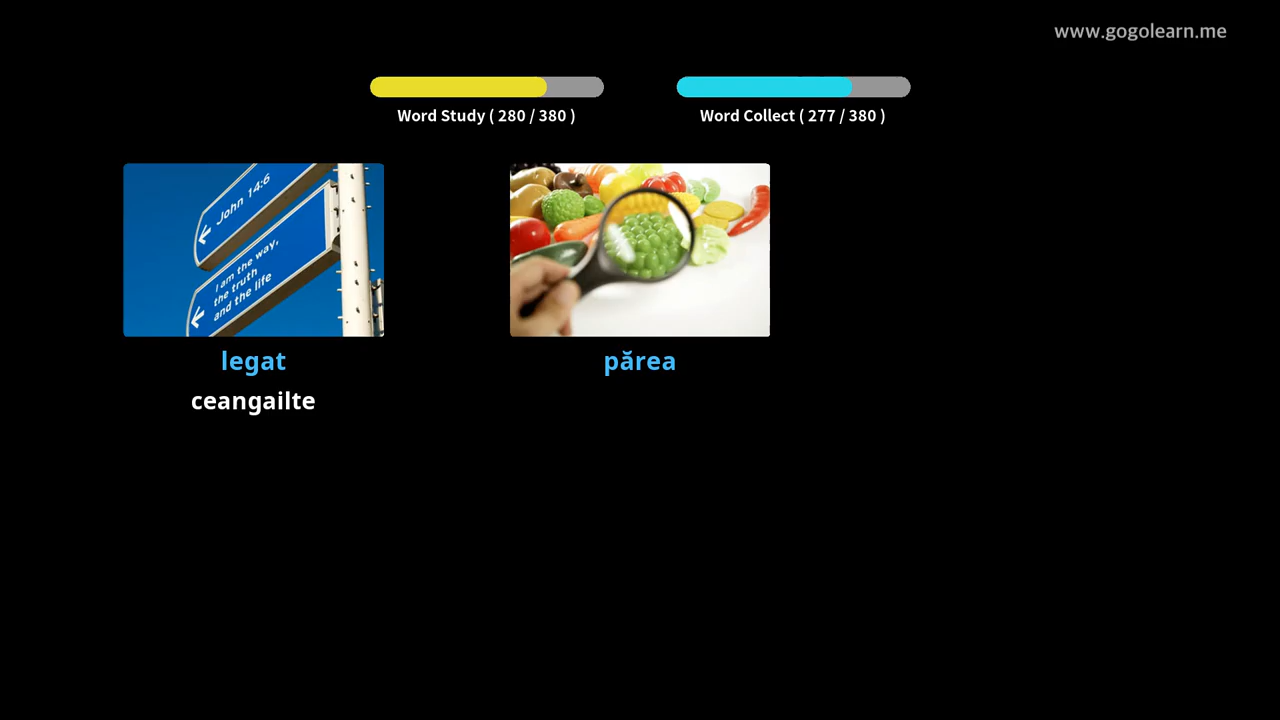 www.gogolearn.me
Word Study ( 280 / 380 )
Word Collect ( 277 / 380 )
John 14:6
I am the way,
the truth
and the life
legat
ceangailte
părea